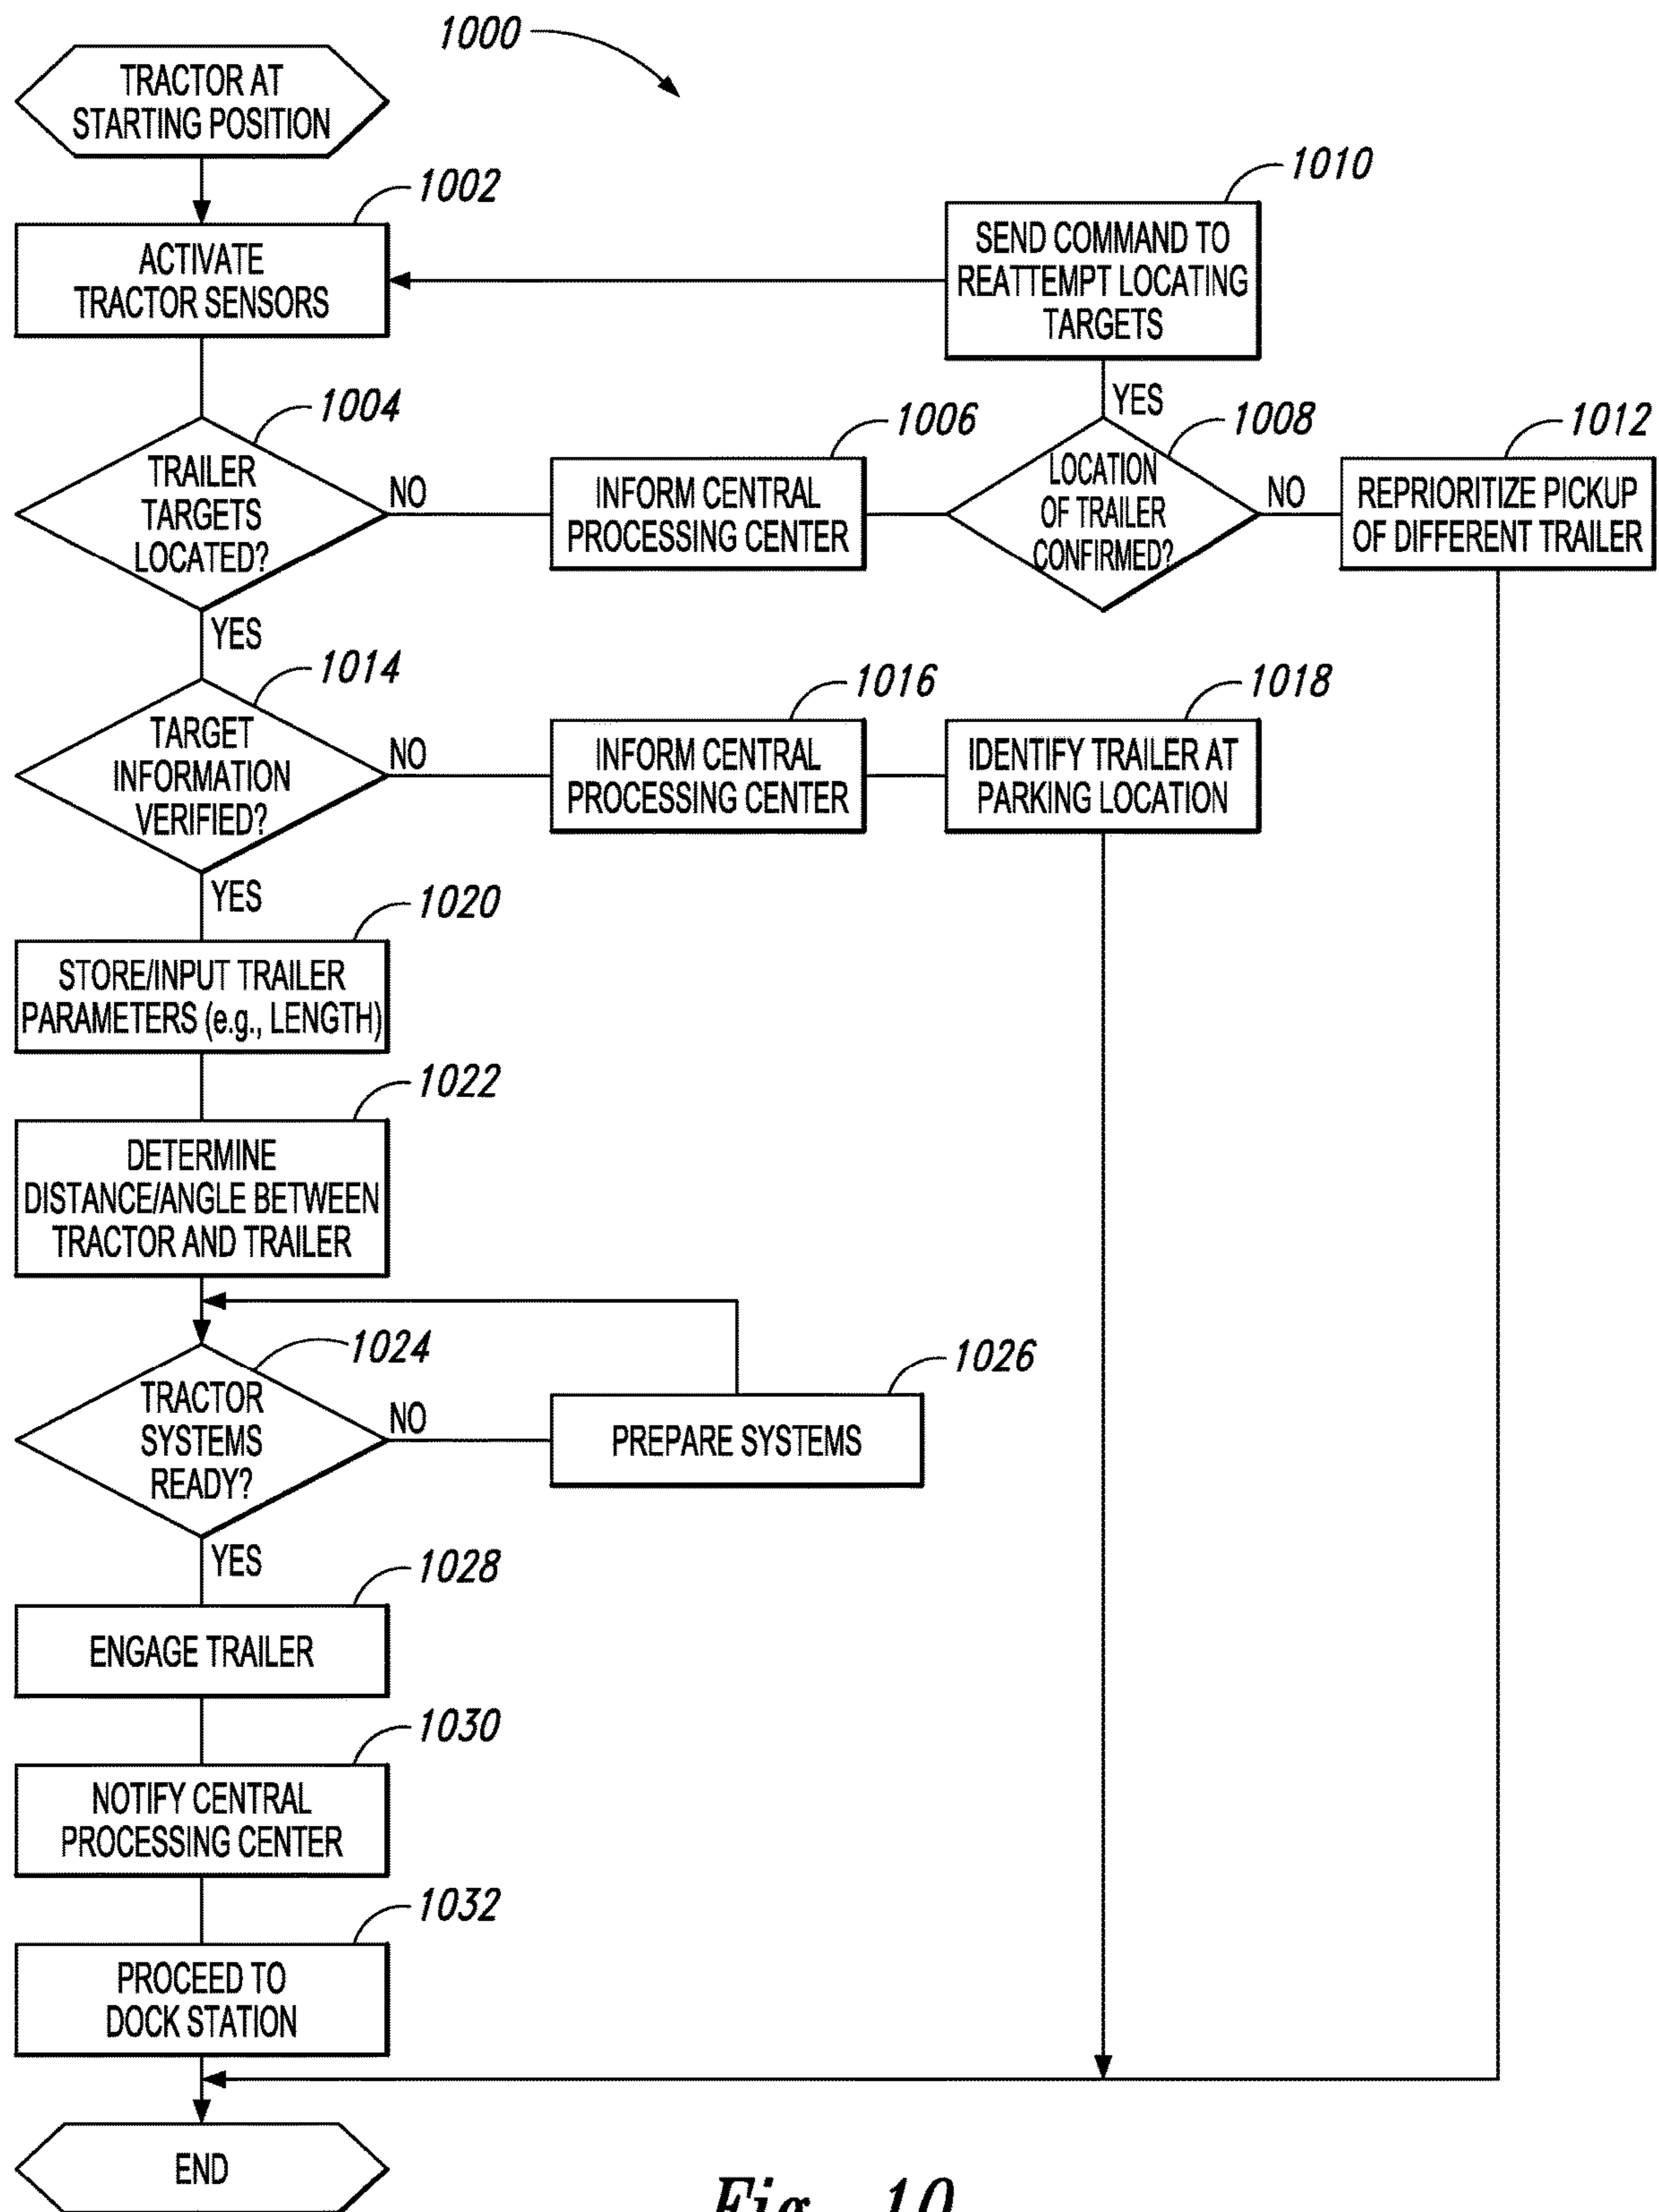 1000
TRACTOR AT
STARTING POSITION
1002
ACTIVATE
TRACTOR SENSORS
1010
SEND COMMAND TO
REATTEMPT LOCATING
TARGETS
YES
1004
TRAILER
TARGETS
LOCATED?
NO
1006
INFORM CENTRAL
PROCESSING CENTER
1008
LOCATION
OF TRAILER
CONFIRMED?
NO
1012
REPRIORITIZE PICKUP
OF DIFFERENT TRAILER
YES
1014
TARGET
INFORMATION
VERIFIED?
NO
1016
INFORM CENTRAL
PROCESSING CENTER
1018
IDENTIFY TRAILER AT
PARKING LOCATION
YES
1020
STORE/INPUT TRAILER
PARAMETERS (e.g., LENGTH)
1022
DETERMINE
DISTANCE/ANGLE BETWEEN
TRACTOR AND TRAILER
1024
TRACTOR
SYSTEMS
READY?
NO
1026
PREPARE SYSTEMS
YES
1028
ENGAGE TRAILER
1030
NOTIFY CENTRAL
PROCESSING CENTER
1032
PROCEED TO
DOCK STATION
END
Fig. 10